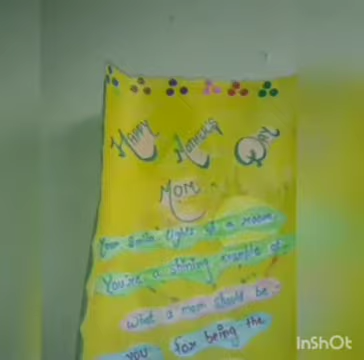 Happy Mother's Day
Mom
Your smile lights up a room,
You're a shining example of
what a mom should be -
you for being the
InShOt